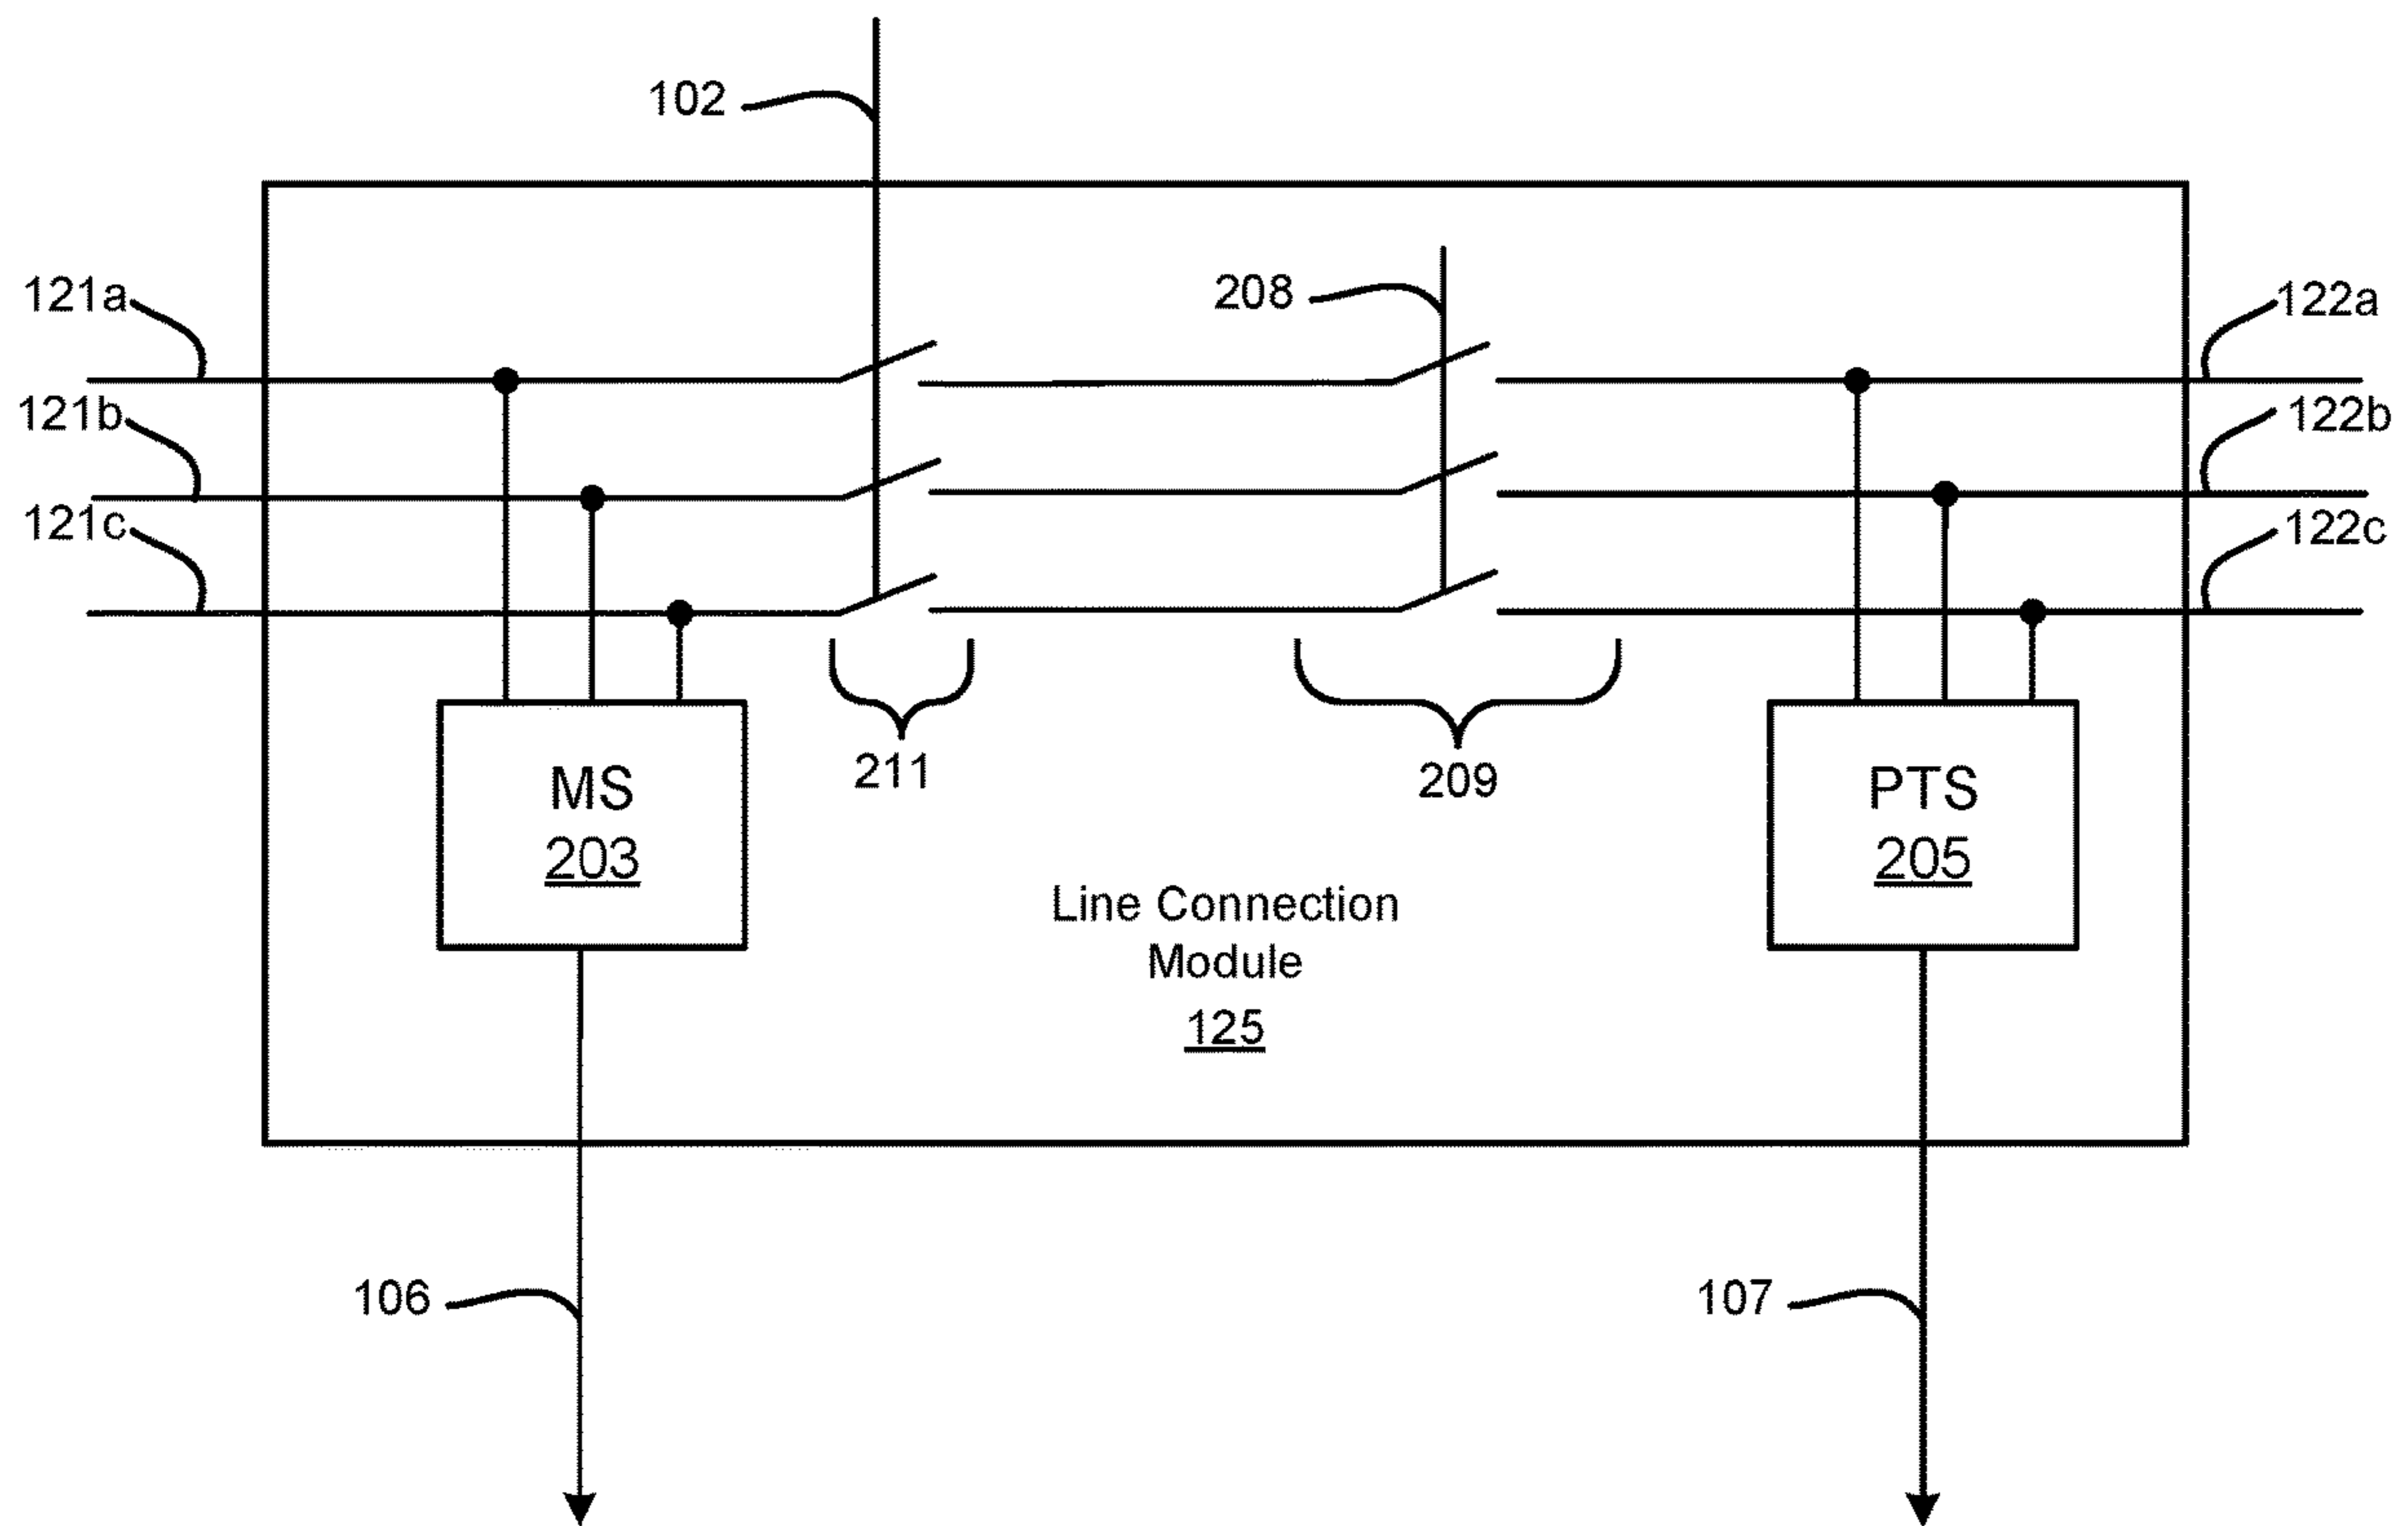 102
121a
208
122a
121b
122b
121c
122c
211
209
MS
203
PTS
205
Line Connection
Module
125
106
107